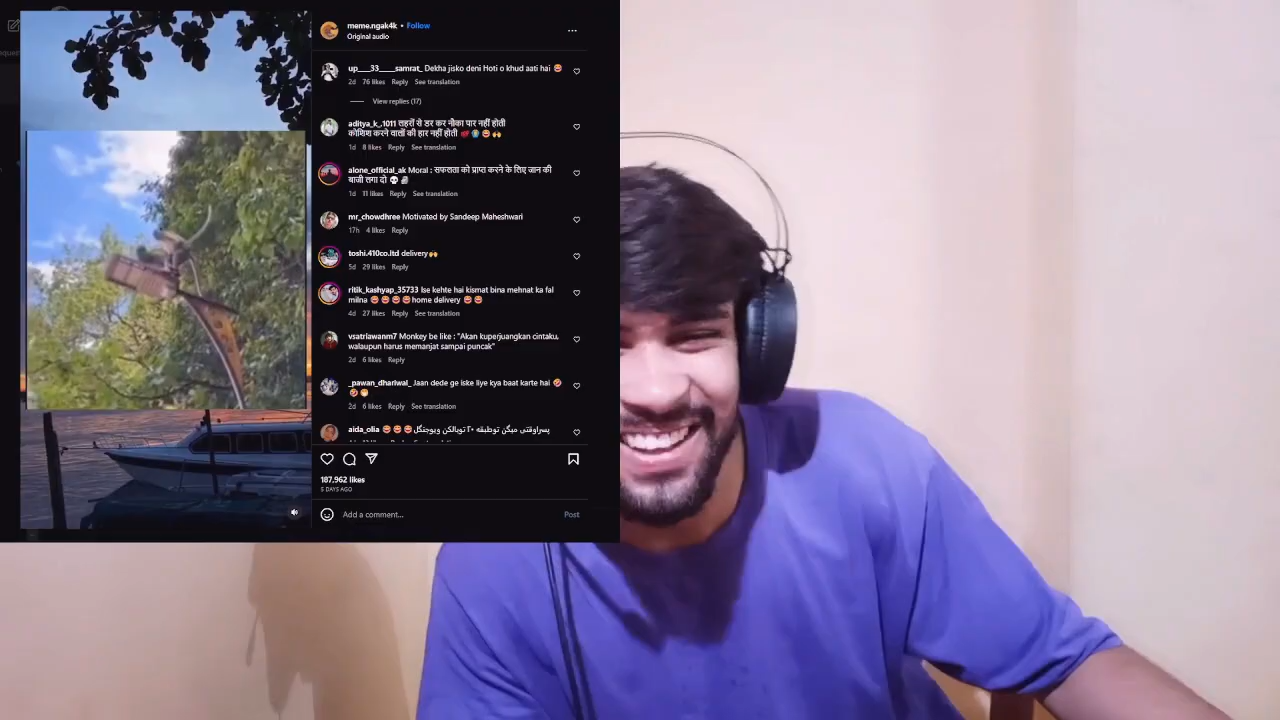 meme.ngak4k • Follow
Original audio
up___33____samrat_ Dekha jisko deni Hoti o khud aati hai 😍
2d 76 likes Reply See translation
View replies (17)
aditya_k_.1011 लहरों से डर कर नौका पार नहीं होती
कोशिश करने वालों की हार नहीं होती
1d 8 likes Reply See translation
alone_official_ak Moral : सफलता को प्राप्त करने के लिए जान की
बाजी लगा दो 💀🗿
1d 11 likes Reply See translation
mr_chowdhree Motivated by Sandeep Maheshwari
17h 4 likes Reply
toshi.410co.ltd delivery🙌
5d 29 likes Reply
ritik_kashyap_35733 Ise kehte hai kismat bina mehnat ka fal
milna home delivery
4d 27 likes Reply See translation
vsatriawanm7 Monkey be like : "Akan kuperjuangkan cintaku,
walaupun harus memanjat sampai puncak"
2d 6 likes Reply
_pawan_dhariwal_ Jaan dede ge iske liye kya baat karte hai 🤣
2d 6 likes Reply See translation
aida_olia پسراوقتی میگن توطبقه
187,962 likes
5 DAYS AGO
Add a comment...
Post